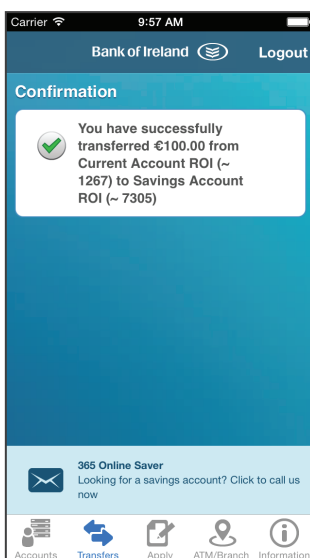 Carrier 9:57 AM
Bank of Ireland Logout
Confirmation
You have successfully
transferred €100.00 from
Current Account ROI (~
1267) to Savings Account
ROI (~ 7305)
365 Online Saver
Looking for a savings account? Click to call us
now
Accounts Transfers Apply ATM/Branch Information